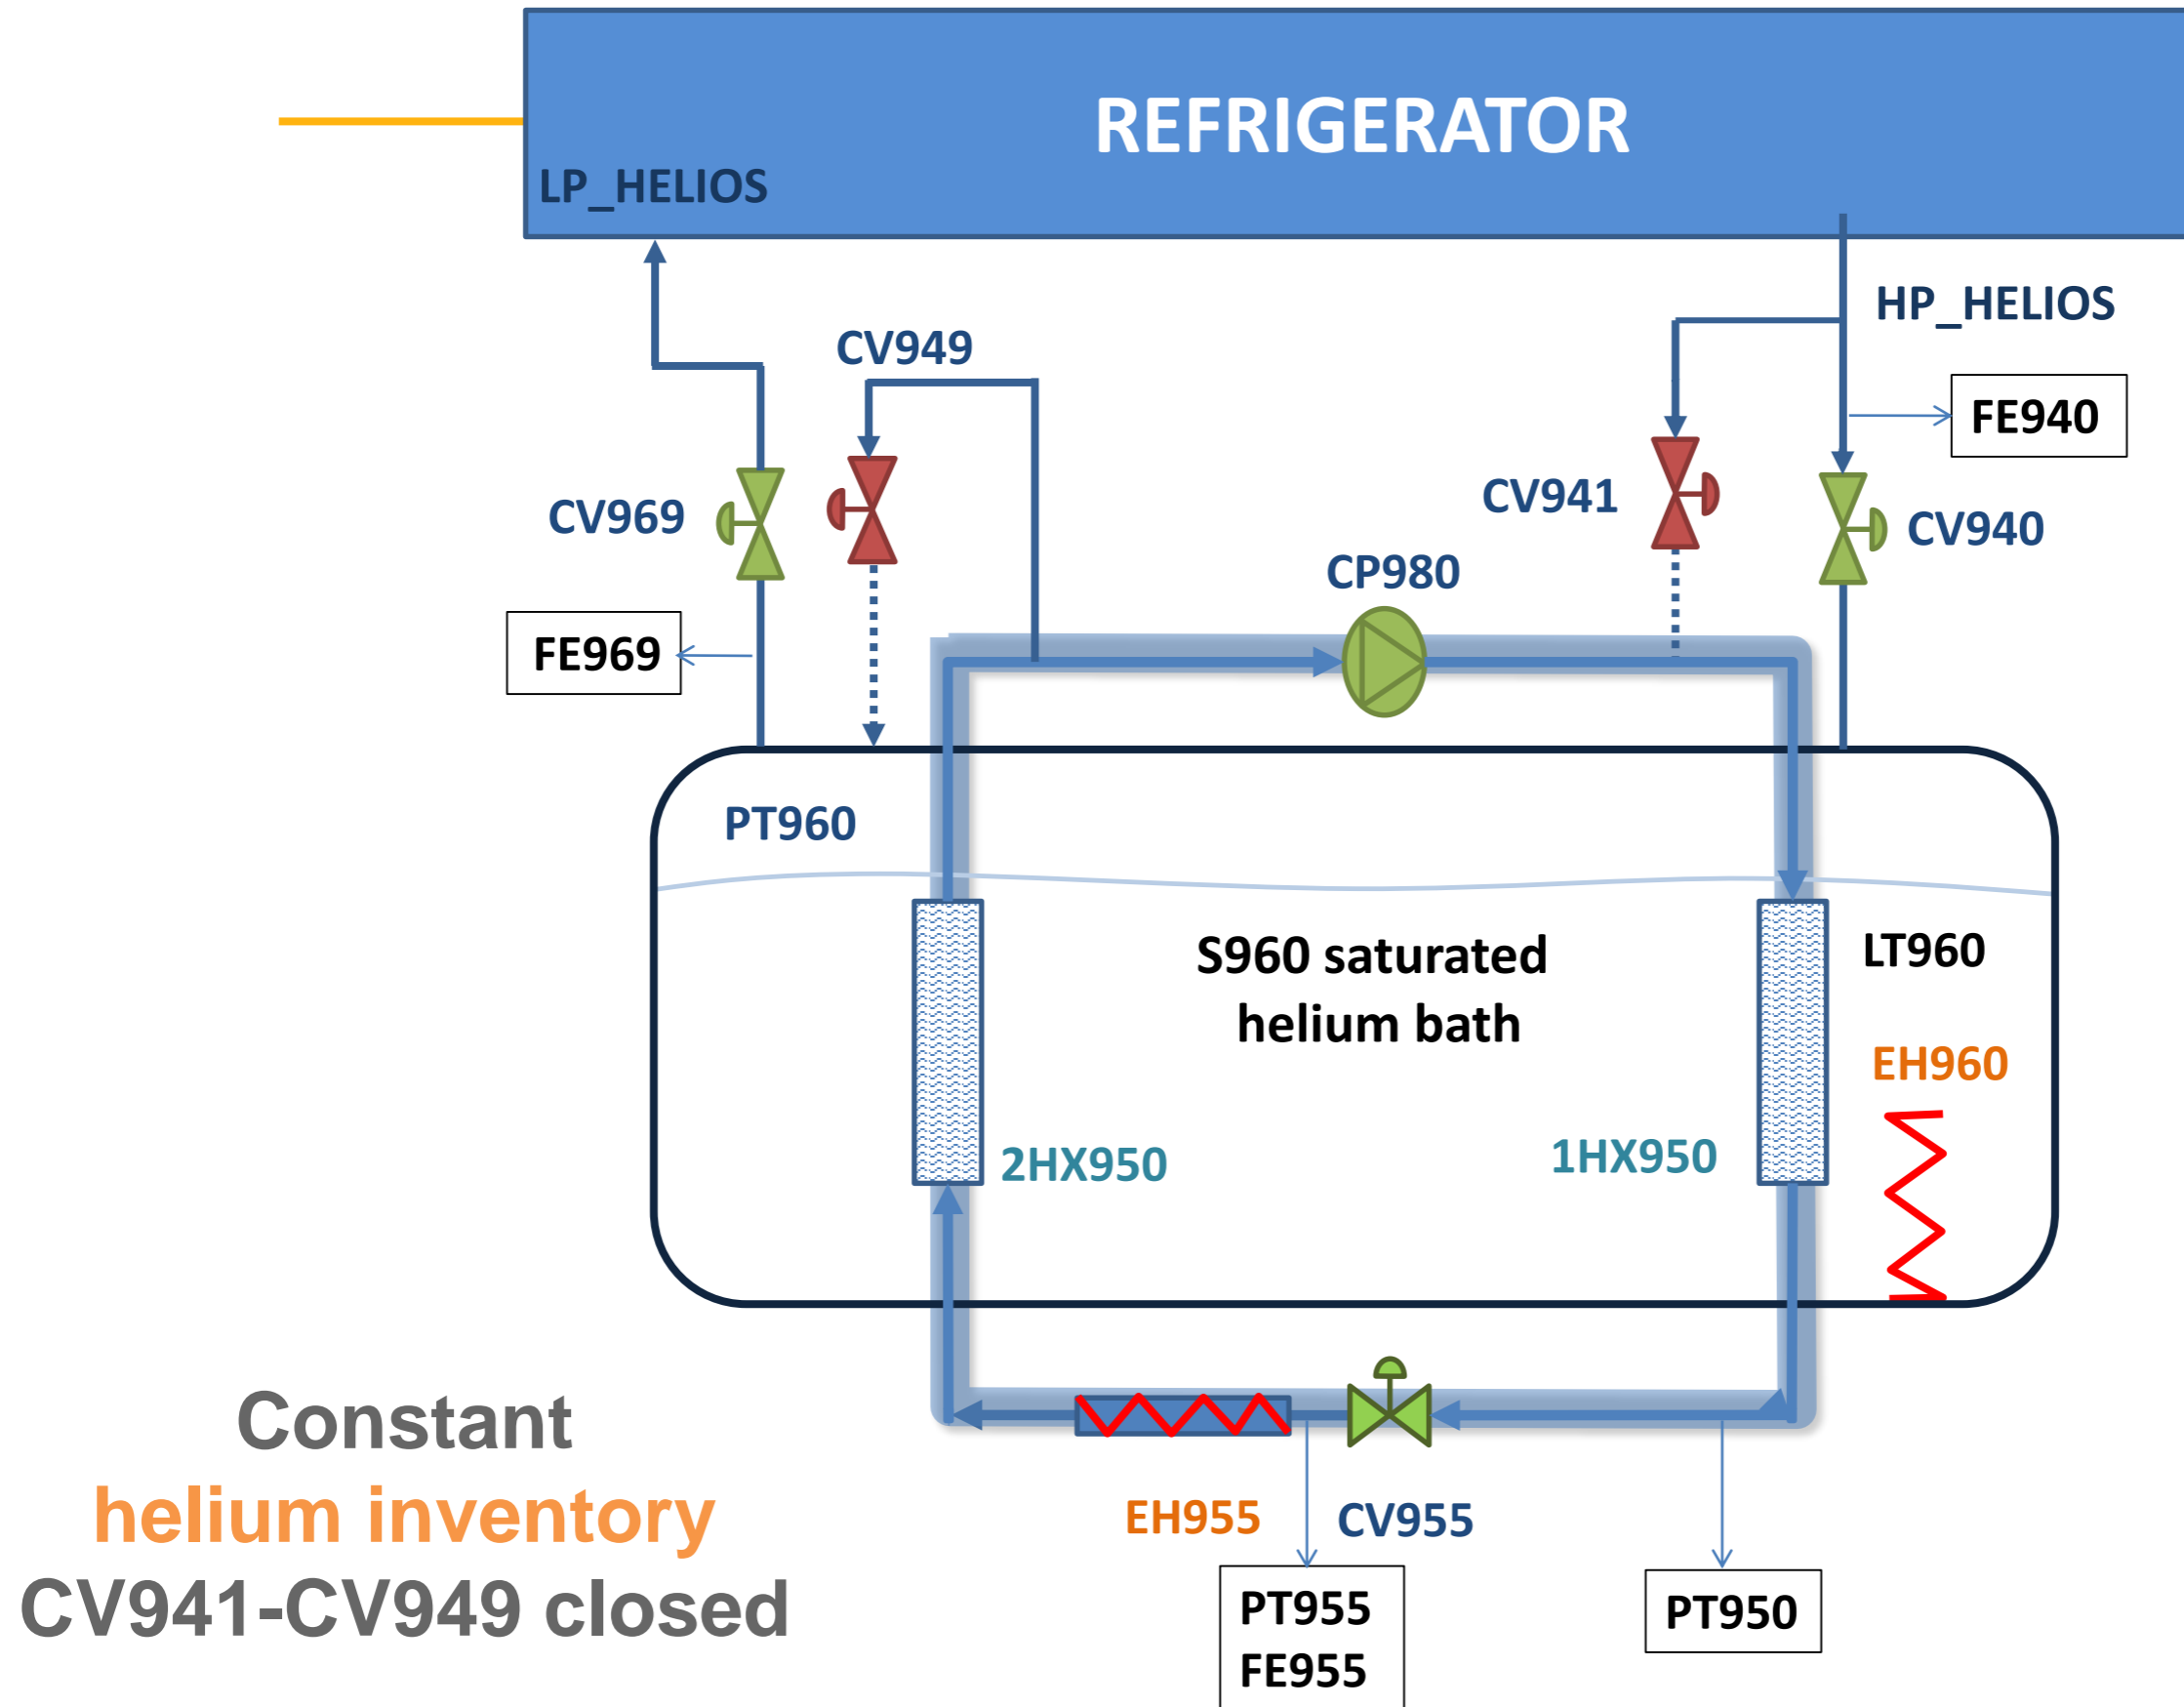 REFRIGERATOR
LP_HELIOS
HP_HELIOS
CV949
FE940
CV969
CV941
CV940
CP980
FE969
PT960
S960 saturated
helium bath
LT960
EH960
2HX950
1HX950
Constant
helium inventory
CV941-CV949 closed
EH955
CV955
PT955
FE955
PT950